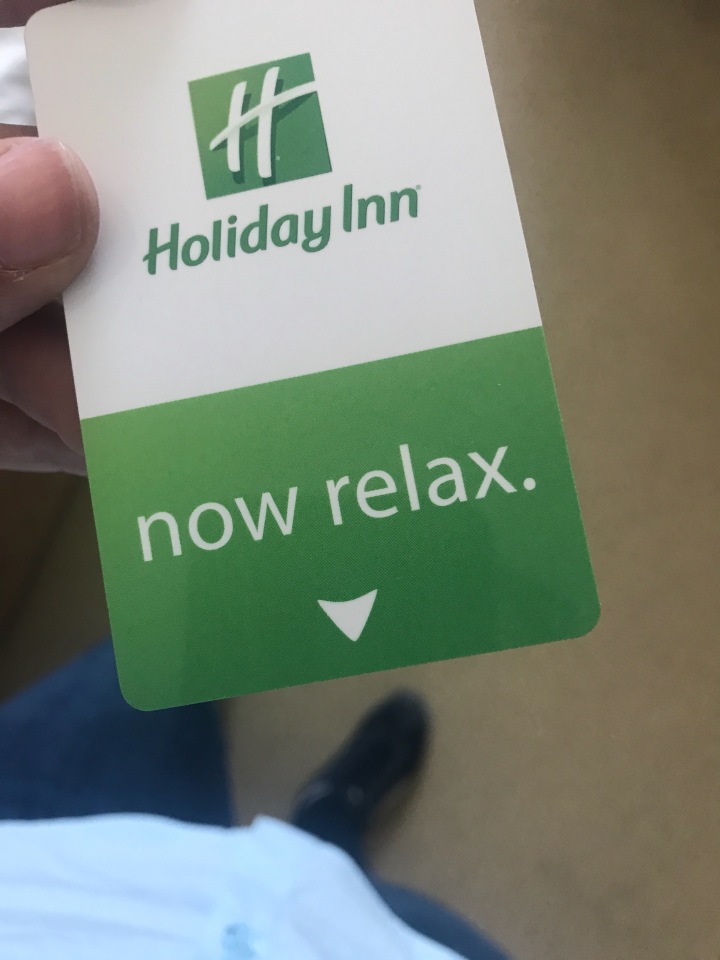 Holiday Inn
now relax.